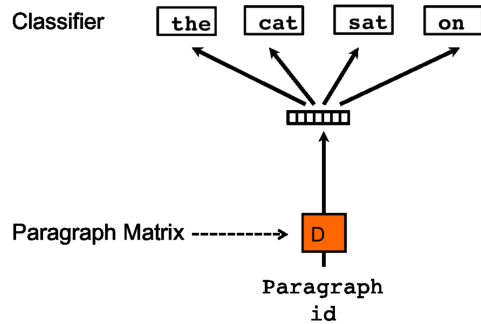 Classifier the cat sat on
Paragraph Matrix D
Paragraph
id